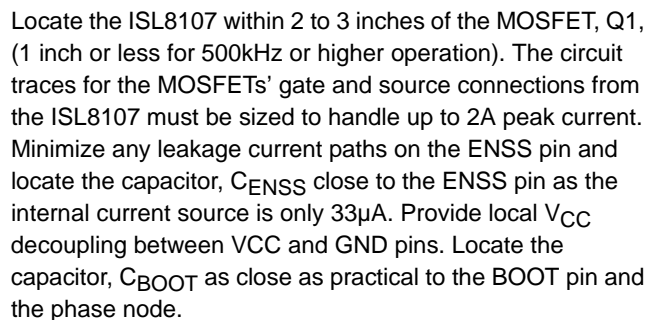 Locate the ISL8107 within 2 to 3 inches of the MOSFET, Q1,
(1 inch or less for 500kHz or higher operation). The circuit
traces for the MOSFETs’ gate and source connections from
the ISL8107 must be sized to handle up to 2A peak current.
Minimize any leakage current paths on the ENSS pin and
locate the capacitor, CENSS close to the ENSS pin as the
internal current source is only 33µA. Provide local VCC
decoupling between VCC and GND pins. Locate the
capacitor, CBOOT as close as practical to the BOOT pin and
the phase node.